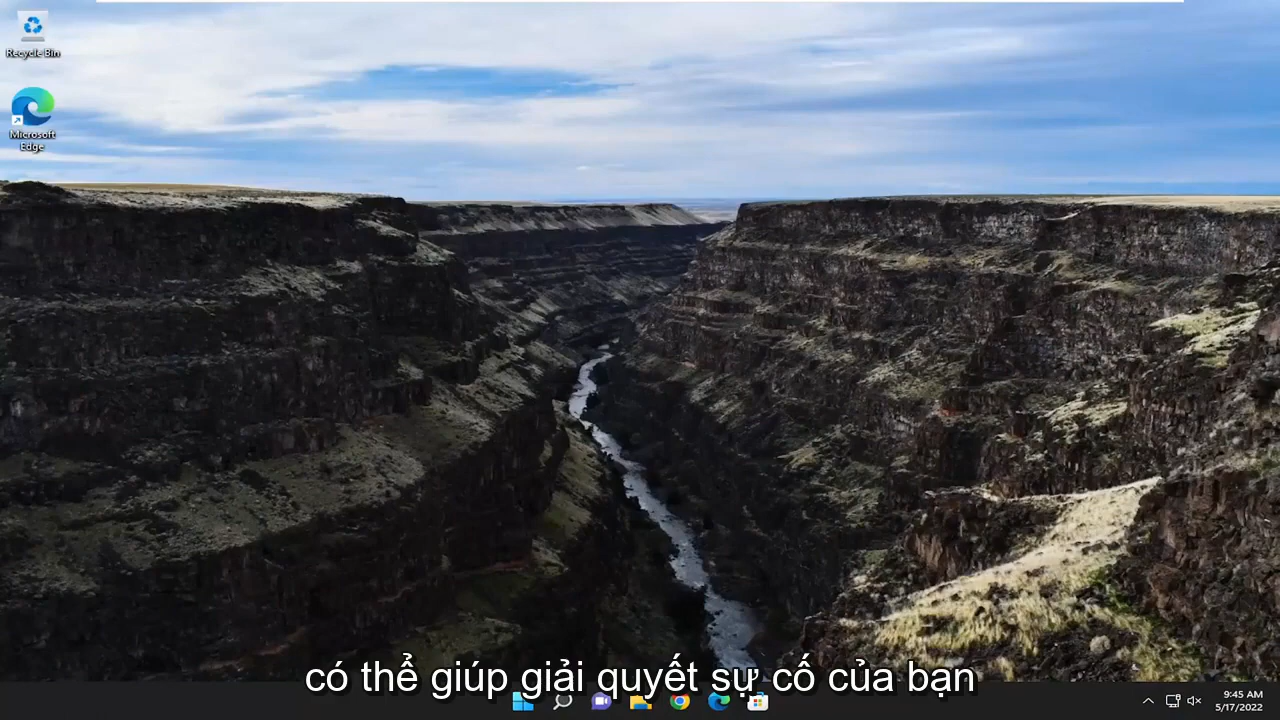 Recycle Bin
Microsoft
Edge
có thể giúp giải quyết sự cố của bạn
9:45 AM
5/17/2022